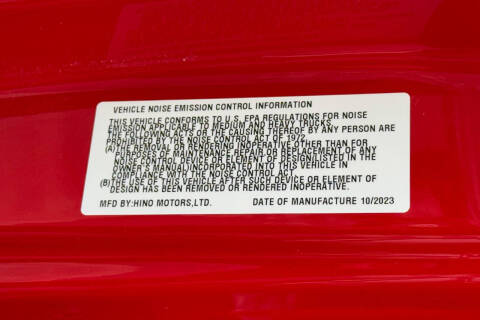 VEHICLE NOISE EMISSION CONTROL INFORMATION
THIS VEHICLE CONFORMS TO U.S. EPA REGULATIONS FOR NOISE
EMISSION APPLICABLE TO MEDIUM AND HEAVY TRUCKS.
THE FOLLOWING ACTS OR THE CAUSING THEREOF BY ANY PERSON ARE
PROHIBITED BY THE NOISE CONTROL ACT OF 1972
(A)THE REMOVAL OR RENDERING INOPERATIVE OTHER THAN FOR
PURPOSES OF MAINTENANCE REPAIR OR REPLACEMENT OF ANY
NOISE CONTROL DEVICE OR ELEMENT OF DESIGN(LISTED IN THE
OWNER'S MANUAL)INCORPORATED INTO THIS VEHICLE IN
COMPLIANCE WITH THE NOISE CONTROL ACT
(B)THE USE OF THIS VEHICLE AFTER SUCH DEVICE OR ELEMENT OF
DESIGN HAS BEEN REMOVED OR RENDERED INOPERATIVE.
MFD BY:HINO MOTORS,LTD. DATE OF MANUFACTURE 10/2023